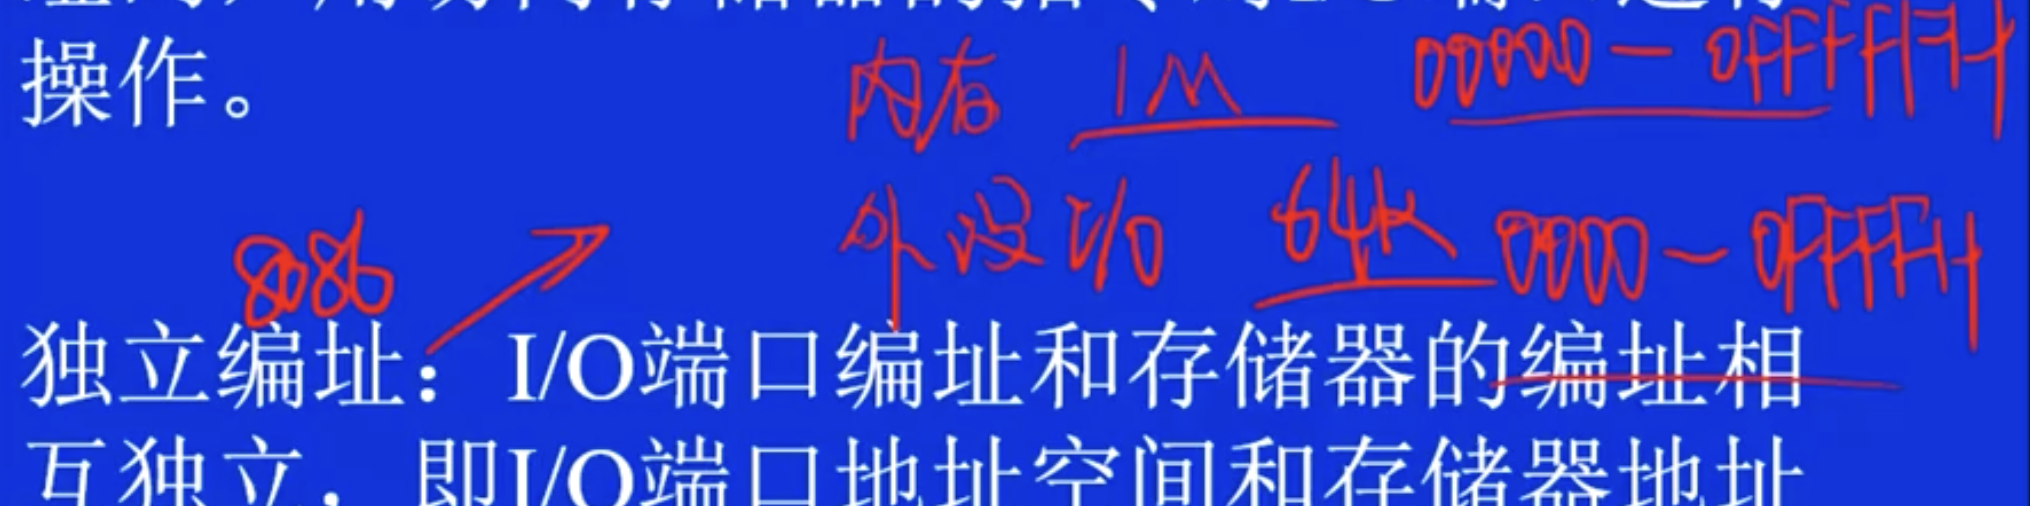 操作。
内存 1M 00000－0FFFFFH
8086 外设 I/O 64K 0000～0FFFFH
独立编址：I/O端口编址和存储器的编址相
互独立，即I/O端口地址空间和存储器地址